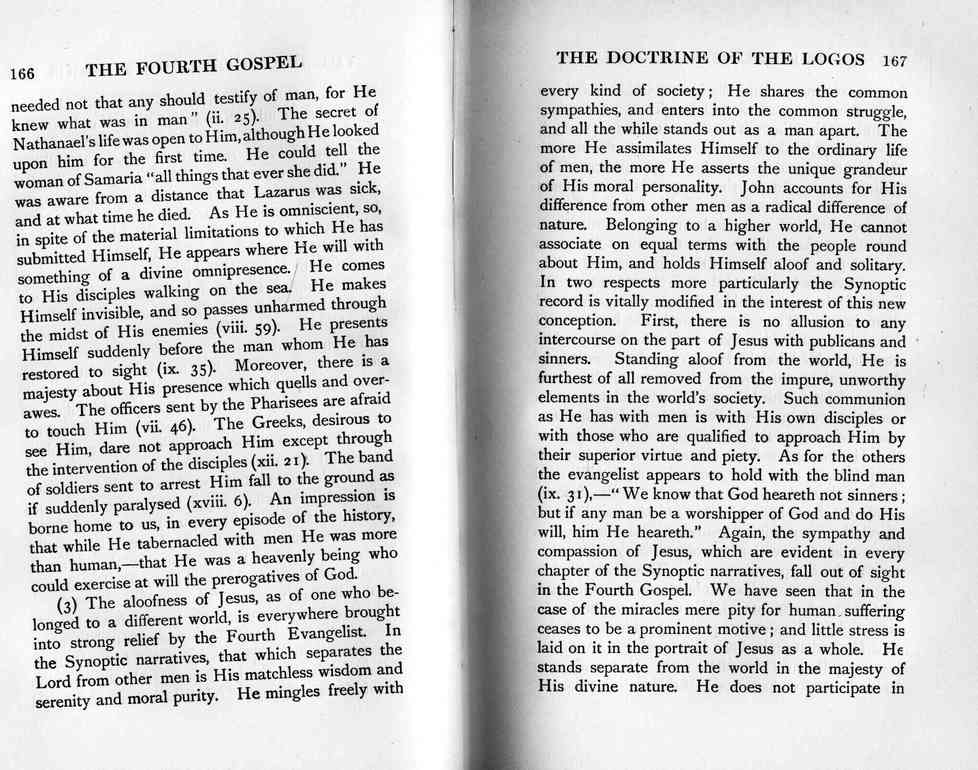 166 THE FOURTH GOSPEL
needed not that any should testify of man, for He
knew what was in man" (ii. 25). The secret of
Nathanael's life was open to Him, although He looked
upon him for the first time. He could tell the
woman of Samaria "all things that ever she did." He
was aware from a distance that Lazarus was sick,
and at what time he died. As He is omniscient, so,
in spite of the material limitations to which He has
submitted Himself, He appears where He will with
something of a divine omnipresence. He comes
to His disciples walking on the sea. He makes
Himself invisible, and so passes unharmed through
the midst of His enemies (viii. 59). He presents
Himself suddenly before the man whom He has
restored to sight (ix. 35). Moreover, there is a
majesty about His presence which quells and over-
awes. The officers sent by the Pharisees are afraid
to touch Him (vii. 46). The Greeks, desirous to
see Him, dare not approach Him except through
the intervention of the disciples (xii. 21). The band
of soldiers sent to arrest Him fall to the ground as
if suddenly paralysed (xviii. 6). An impression is
borne home to us, in every episode of the history,
that while He tabernacled with men He was more
than human,—that He was a heavenly being who
could exercise at will the prerogatives of God.
(3) The aloofness of Jesus, as of one who be-
longed to a different world, is everywhere brought
into strong relief by the Fourth Evangelist. In
the Synoptic narratives, that which separates the
Lord from other men is His matchless wisdom and
serenity and moral purity. He mingles freely with
THE DOCTRINE OF THE LOGOS 167
every kind of society; He shares the common
sympathies, and enters into the common struggle,
and all the while stands out as a man apart. The
more He assimilates Himself to the ordinary life
of men, the more He asserts the unique grandeur
of His moral personality. John accounts for His
difference from other men as a radical difference of
nature. Belonging to a higher world, He cannot
associate on equal terms with the people round
about Him, and holds Himself aloof and solitary.
In two respects more particularly the Synoptic
record is vitally modified in the interest of this new
conception. First, there is no allusion to any
intercourse on the part of Jesus with publicans and
sinners. Standing aloof from the world, He is
furthest of all removed from the impure, unworthy
elements in the world's society. Such communion
as He has with men is with His own disciples or
with those who are qualified to approach Him by
their superior virtue and piety. As for the others
the evangelist appears to hold with the blind man
(ix. 31),—"We know that God heareth not sinners;
but if any man be a worshipper of God and do His
will, him He heareth." Again, the sympathy and
compassion of Jesus, which are evident in every
chapter of the Synoptic narratives, fall out of sight
in the Fourth Gospel. We have seen that in the
case of the miracles mere pity for human suffering
ceases to be a prominent motive; and little stress is
laid on it in the portrait of Jesus as a whole. He
stands separate from the world in the majesty of
His divine nature. He does not participate in